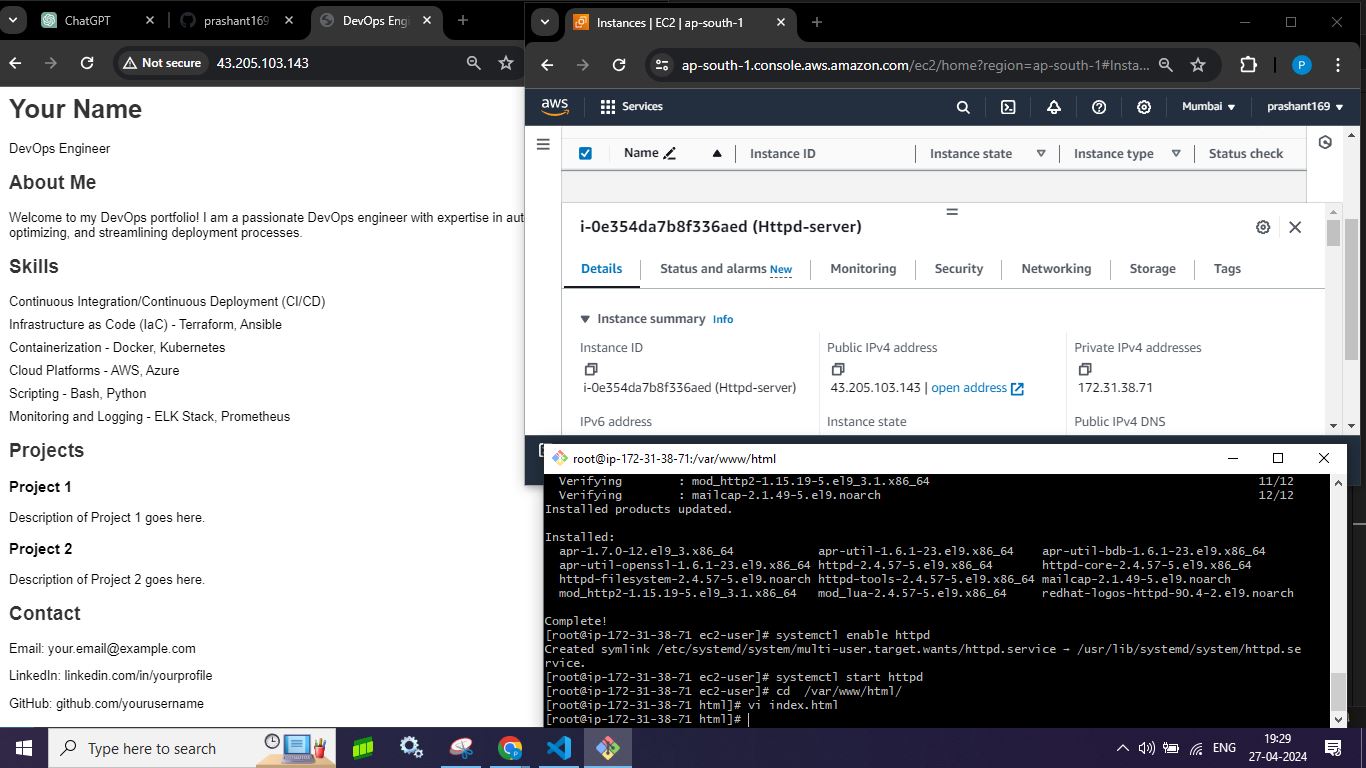 ChatGPT
prashant169
DevOps Engi
Not secure
43.205.103.143
Your Name
DevOps Engineer
About Me
Welcome to my DevOps portfolio! I am a passionate DevOps engineer with expertise in aut
optimizing, and streamlining deployment processes.
Skills
Continuous Integration/Continuous Deployment (CI/CD)
Infrastructure as Code (IaC) - Terraform, Ansible
Containerization - Docker, Kubernetes
Cloud Platforms - AWS, Azure
Scripting - Bash, Python
Monitoring and Logging - ELK Stack, Prometheus
Projects
Project 1
Description of Project 1 goes here.
Project 2
Description of Project 2 goes here.
Contact
Email: your.email@example.com
LinkedIn: linkedin.com/in/yourprofile
GitHub: github.com/yourusername
Instances | EC2 | ap-south-1
ap-south-1.console.aws.amazon.com/ec2/home?region=ap-south-1#Insta...
P
aws
Services
Mumbai
prashant169
Name
Instance ID
Instance state
Instance type
Status check
i-0e354da7b8f336aed (Httpd-server)
Details
Status and alarms New
Monitoring
Security
Networking
Storage
Tags
Instance summary Info
Instance ID
i-0e354da7b8f336aed (Httpd-server)
Public IPv4 address
43.205.103.143 | open address
Private IPv4 addresses
172.31.38.71
IPv6 address
Instance state
Public IPv4 DNS
root@ip-172-31-38-71:/var/www/html
Verifying : mod_http2-1.15.19-5.el9_3.1.x86_64 11/12
Verifying : mailcap-2.1.49-5.el9.noarch 12/12
Installed products updated.
Installed:
apr-1.7.0-12.el9_3.x86_64 apr-util-1.6.1-23.el9.x86_64 apr-util-bdb-1.6.1-23.el9.x86_64
apr-util-openssl-1.6.1-23.el9.x86_64 httpd-2.4.57-5.el9.x86_64 httpd-core-2.4.57-5.el9.x86_64
httpd-filesystem-2.4.57-5.el9.noarch httpd-tools-2.4.57-5.el9.x86_64 mailcap-2.1.49-5.el9.noarch
mod_http2-1.15.19-5.el9_3.1.x86_64 mod_lua-2.4.57-5.el9.x86_64 redhat-logos-httpd-90.4-2.el9.noarch
Complete!
[root@ip-172-31-38-71 ec2-user]# systemctl enable httpd
Created symlink /etc/systemd/system/multi-user.target.wants/httpd.service → /usr/lib/systemd/system/httpd.se
rvice.
[root@ip-172-31-38-71 ec2-user]# systemctl start httpd
[root@ip-172-31-38-71 ec2-user]# cd  /var/www/html/
[root@ip-172-31-38-71 html]# vi index.html
[root@ip-172-31-38-71 html]#
Type here to search
ENG
19:29
27-04-2024